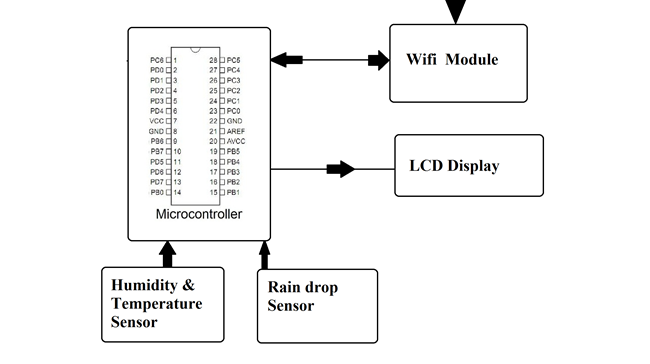 Wifi Module
PC6 1 28 PC5
PD0 2 27 PC4
PD1 3 26 PC3
PD2 4 25 PC2
PD3 5 24 PC1
PD4 6 23 PC0
VCC 7 22 GND
GND 8 21 AREF
PB6 9 20 AVCC
PB7 10 19 PB5
PD5 11 18 PB4
PD6 12 17 PB3
PD7 13 16 PB2
PB0 14 15 PB1
Microcontroller
LCD Display
Humidity &
Temperature
Sensor
Rain drop
Sensor